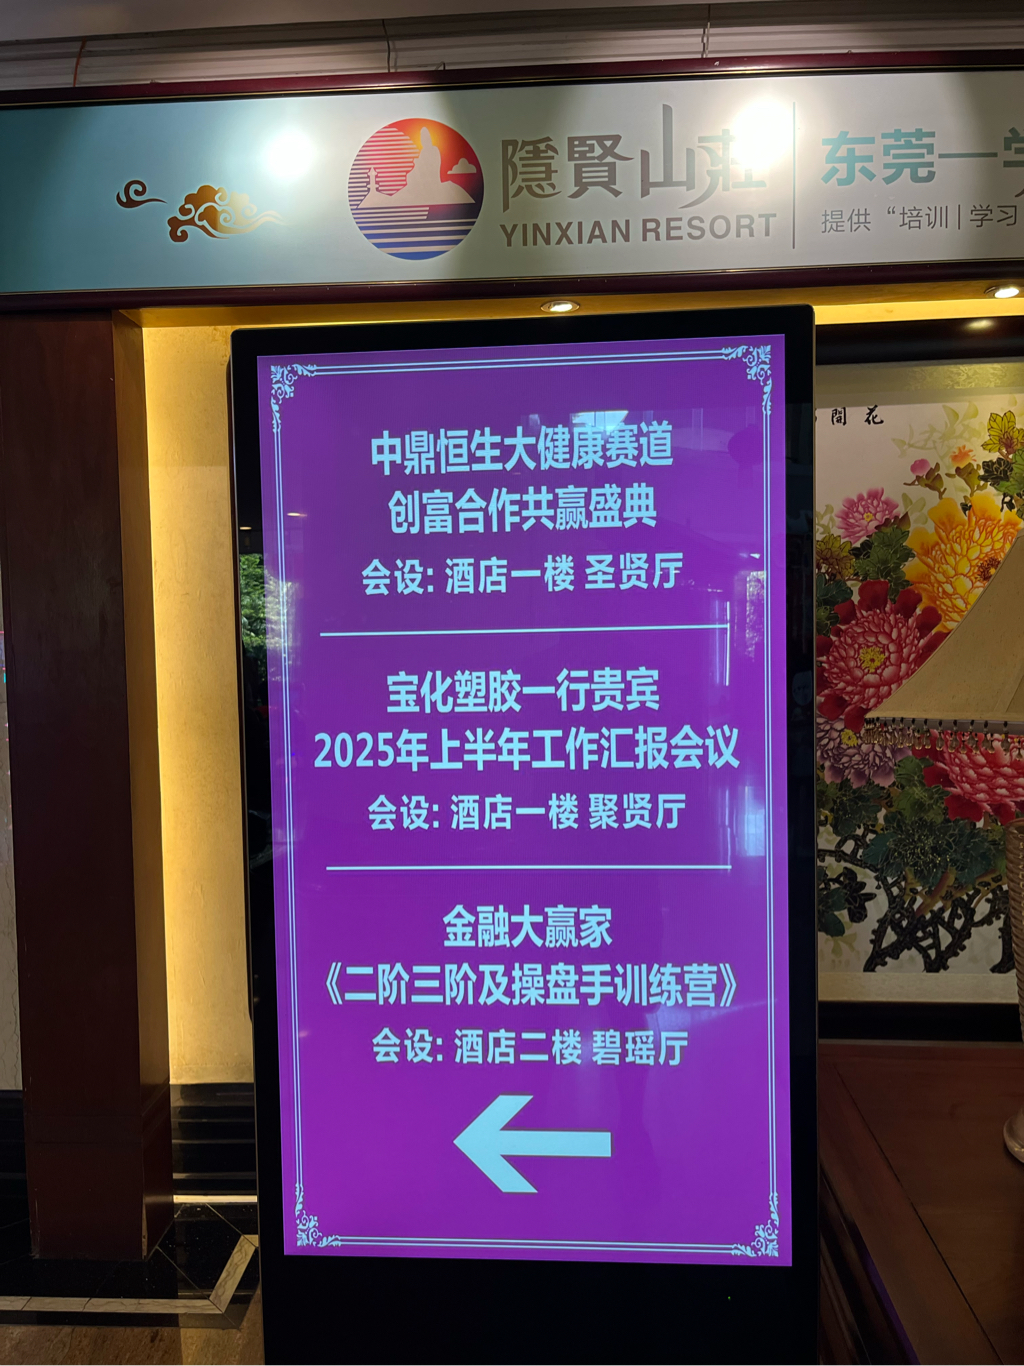 隱賢山莊
YINXIAN RESORT
东莞一
提供“培训|学习
開花
中鼎恒生大健康赛道
创富合作共赢盛典
会设: 酒店一楼 圣贤厅
宝化塑胶一行贵宾
2025年上半年工作汇报会议
会设: 酒店一楼 聚贤厅
金融大赢家
《二阶三阶及操盘手训练营》
会设: 酒店二楼 碧瑶厅